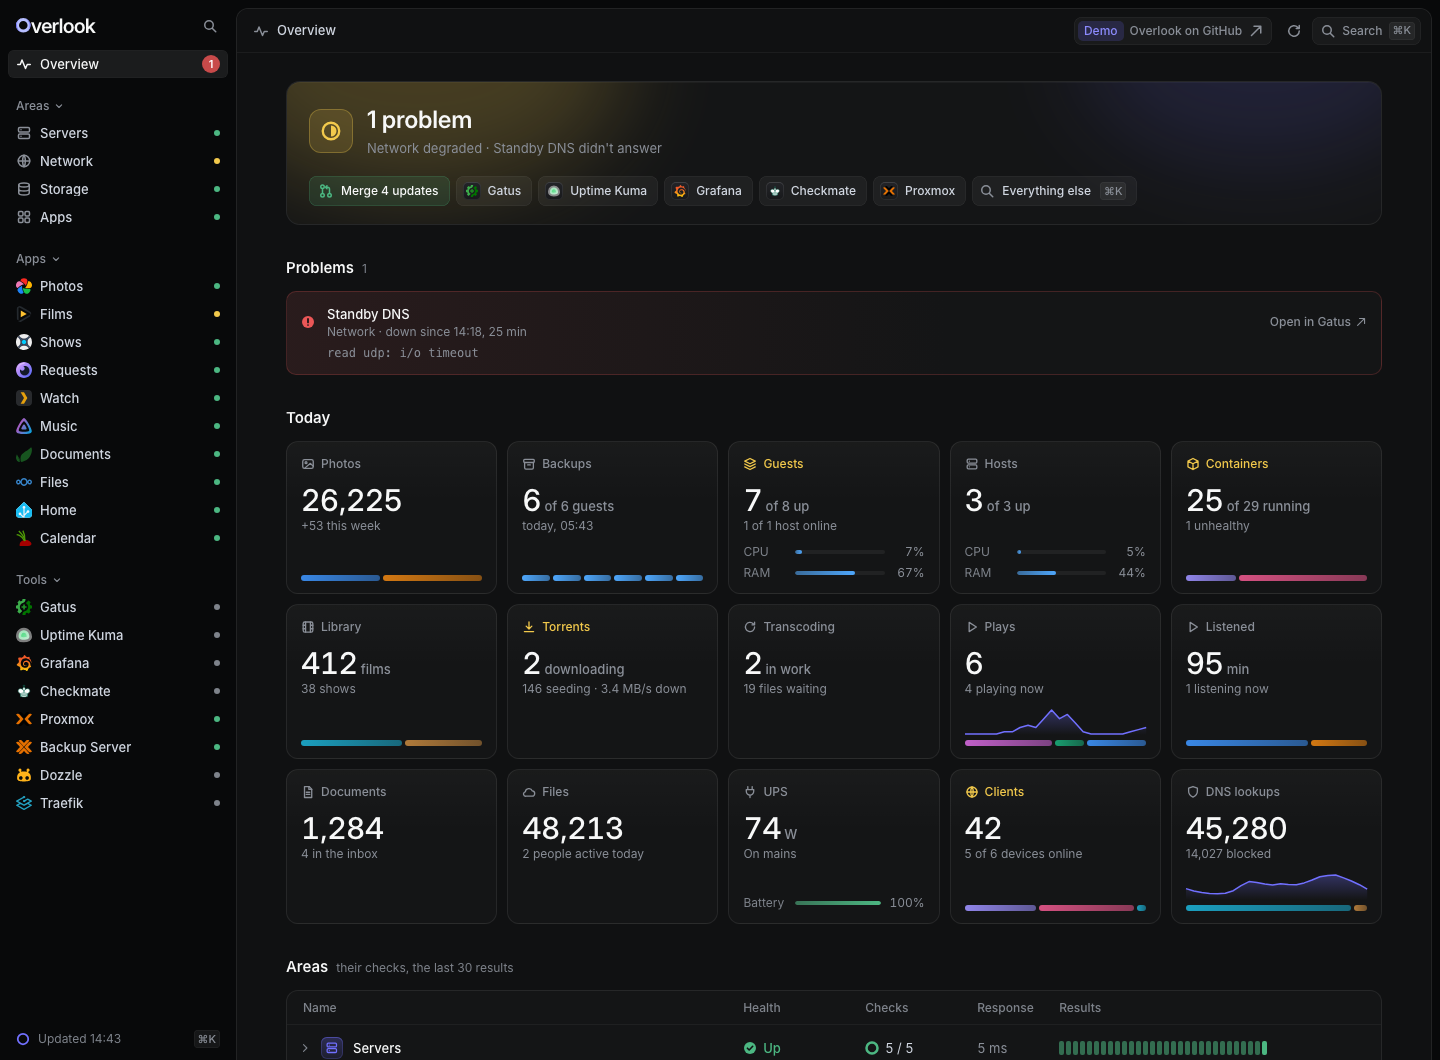 Overlook
Overview 1
Areas
Servers
Network
Storage
Apps
Apps
Photos
Films
Shows
Requests
Watch
Music
Documents
Files
Home
Calendar
Tools
Gatus
Uptime Kuma
Grafana
Checkmate
Proxmox
Backup Server
Dozzle
Traefik
Updated 14:43 ⌘K
Overview
Demo Overlook on GitHub
Search ⌘K
1 problem
Network degraded · Standby DNS didn't answer
Merge 4 updates Gatus Uptime Kuma Grafana Checkmate Proxmox Everything else ⌘K
Problems 1
Standby DNS
Network · down since 14:18, 25 min
read udp: i/o timeout
Open in Gatus
Today
Photos
26,225
+53 this week
Backups
6 of 6 guests
today, 05:43
Guests
7 of 8 up
1 of 1 host online
CPU 7%
RAM 67%
Hosts
3 of 3 up
CPU 5%
RAM 44%
Containers
25 of 29 running
1 unhealthy
Library
412 films
38 shows
Torrents
2 downloading
146 seeding · 3.4 MB/s down
Transcoding
2 in work
19 files waiting
Plays
6
4 playing now
Listened
95 min
1 listening now
Documents
1,284
4 in the inbox
Files
48,213
2 people active today
UPS
74 W
On mains
Battery 100%
Clients
42
5 of 6 devices online
DNS lookups
45,280
14,027 blocked
Areas their checks, the last 30 results
Name Health Checks Response Results
Servers Up 5 / 5 5 ms